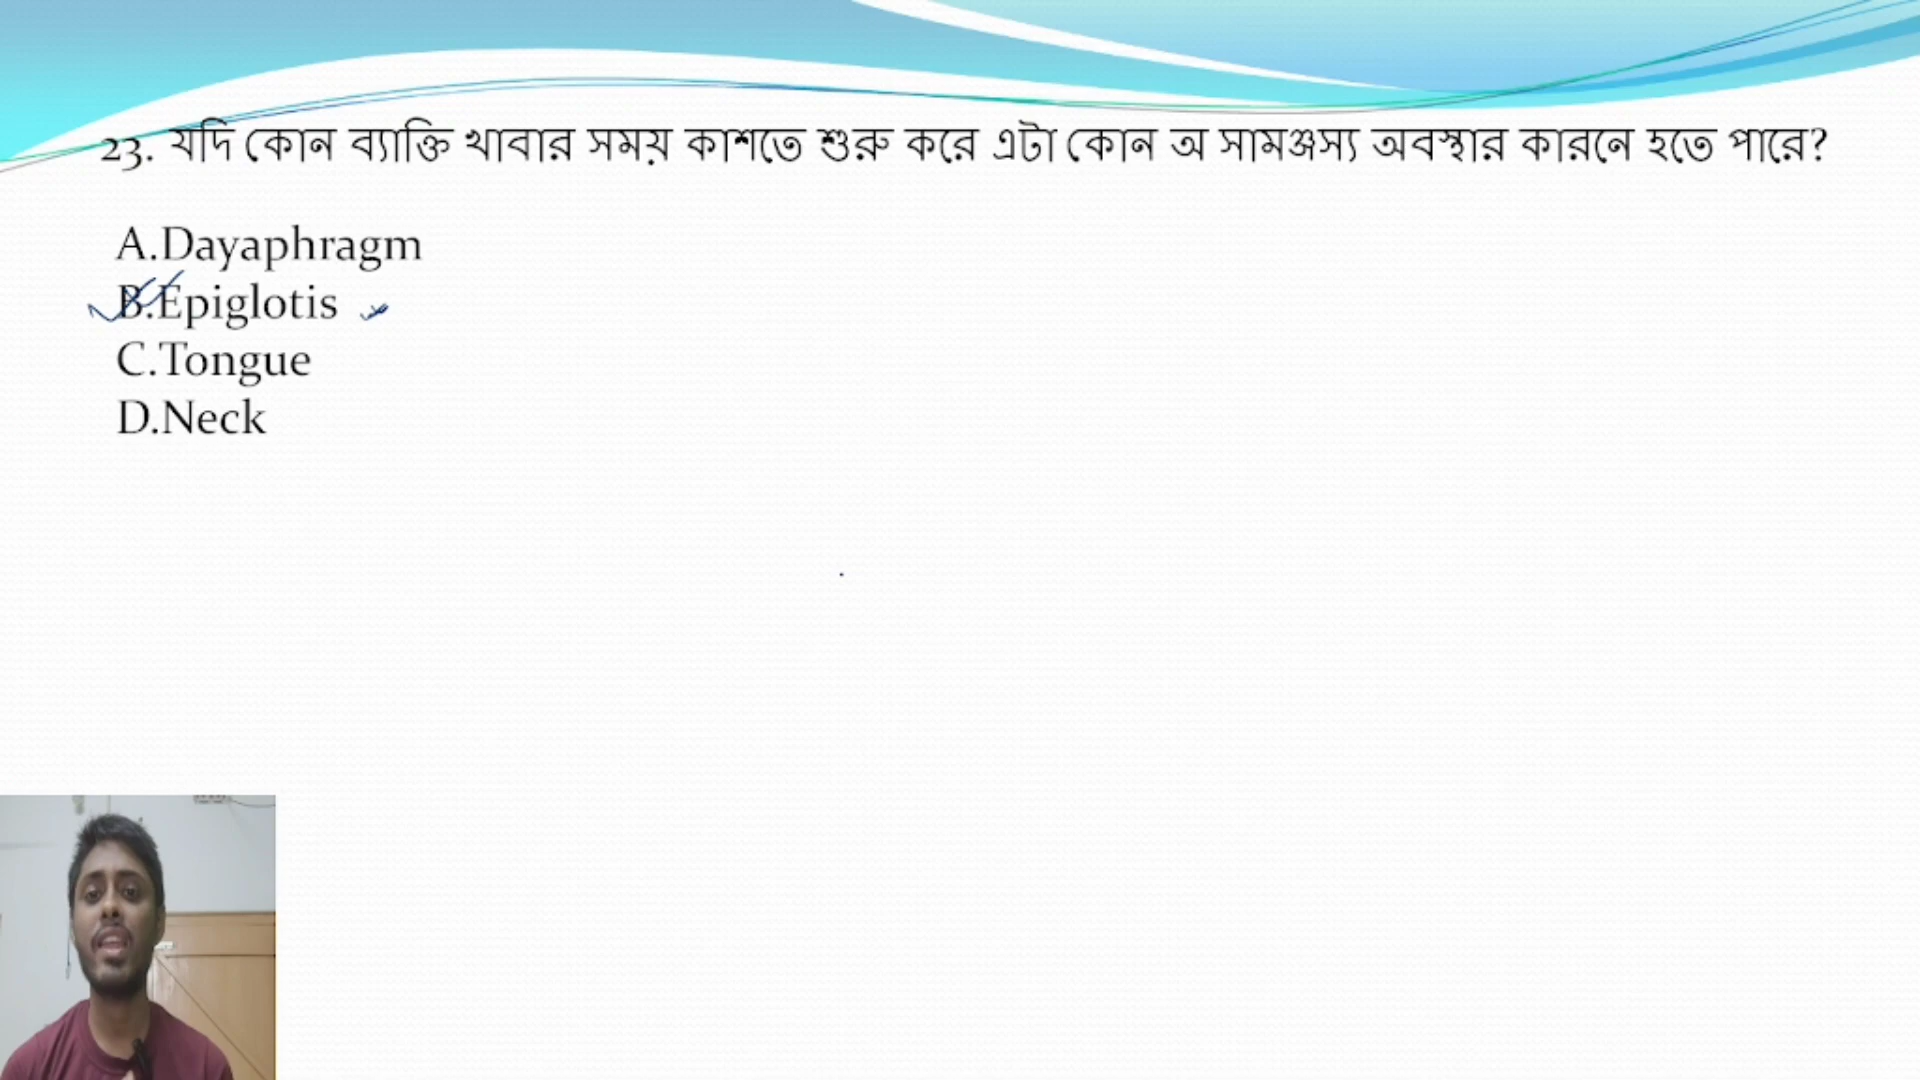 23. যদি কোন ব্যাক্তি খাবার সময় কাশতে শুরু করে এটা কোন অ সামঞ্জস্য অবস্থার কারনে হতে পারে?
A.Dayaphragm
B.Epiglotis
C.Tongue
D.Neck